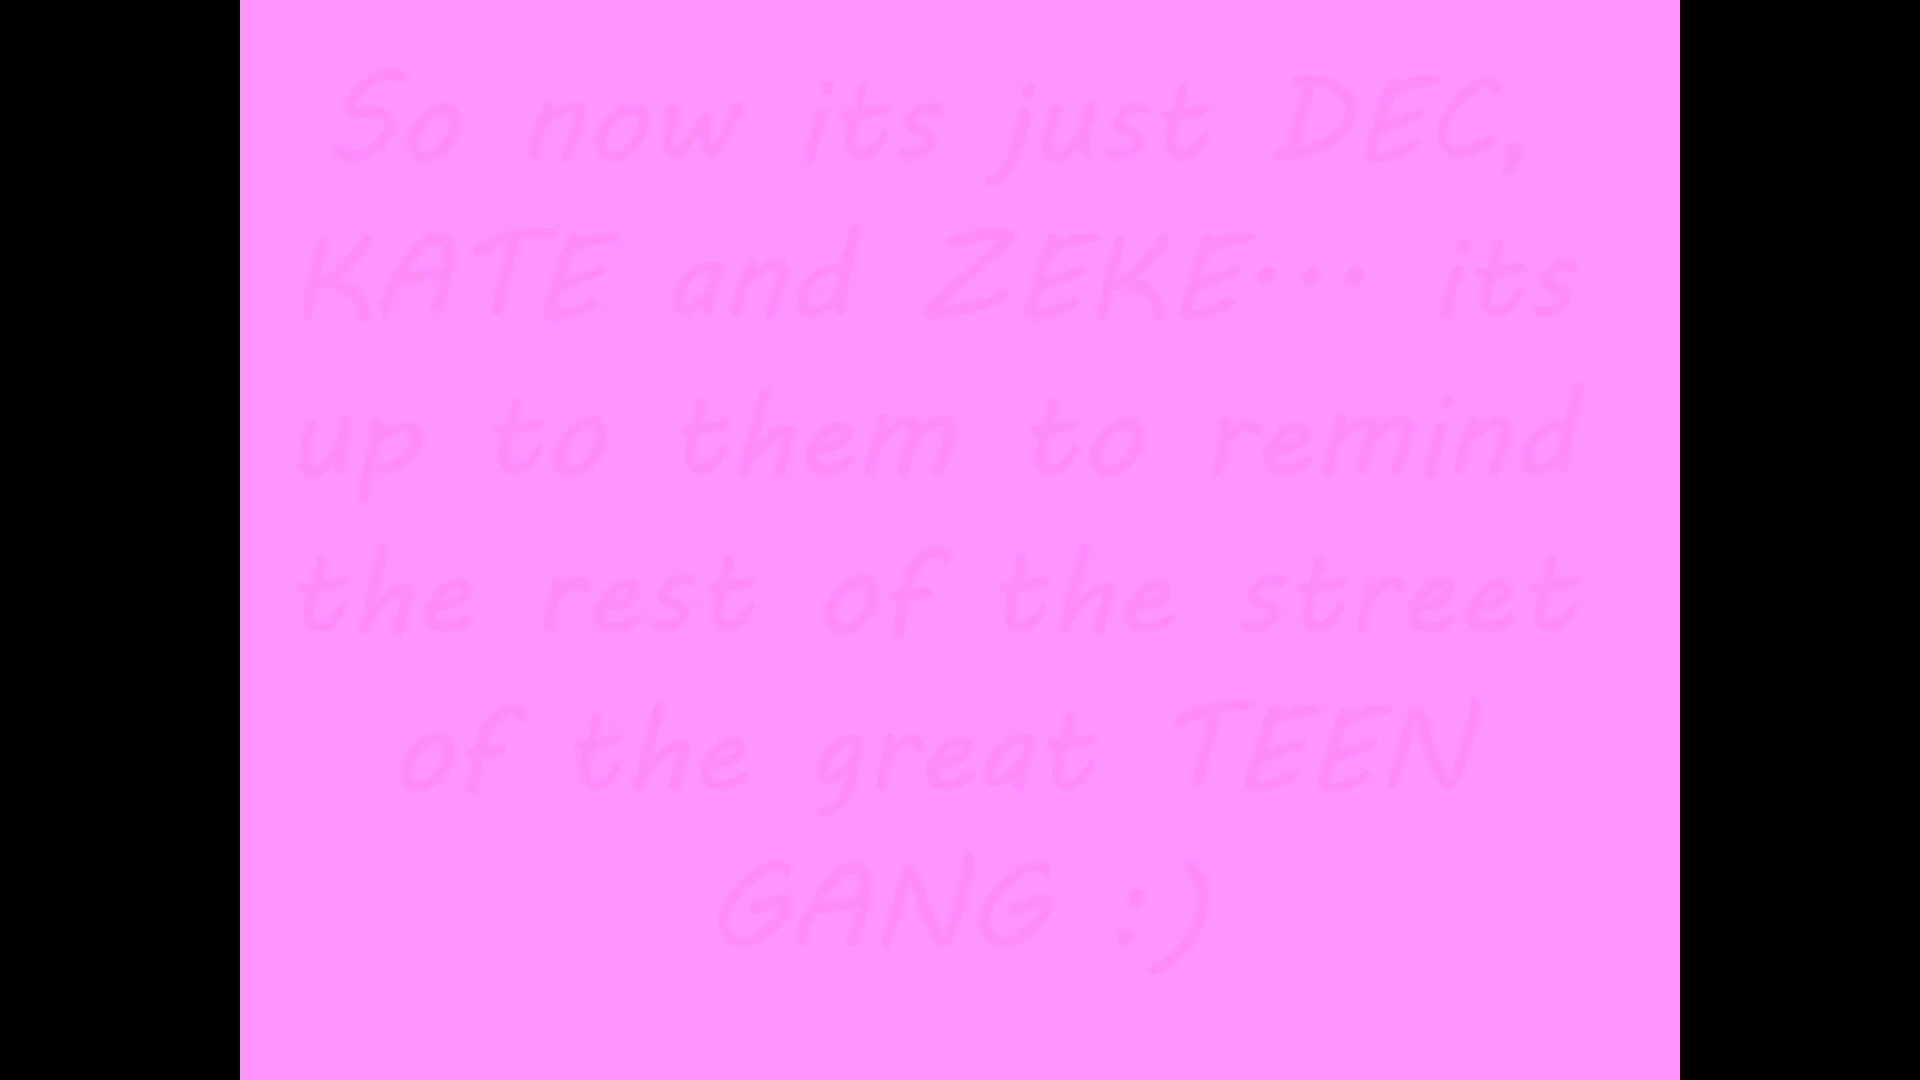 So now its just DEC,
KATE and ZEKE... its
up to them to remind
the rest of the street
of the great TEEN
GANG :)